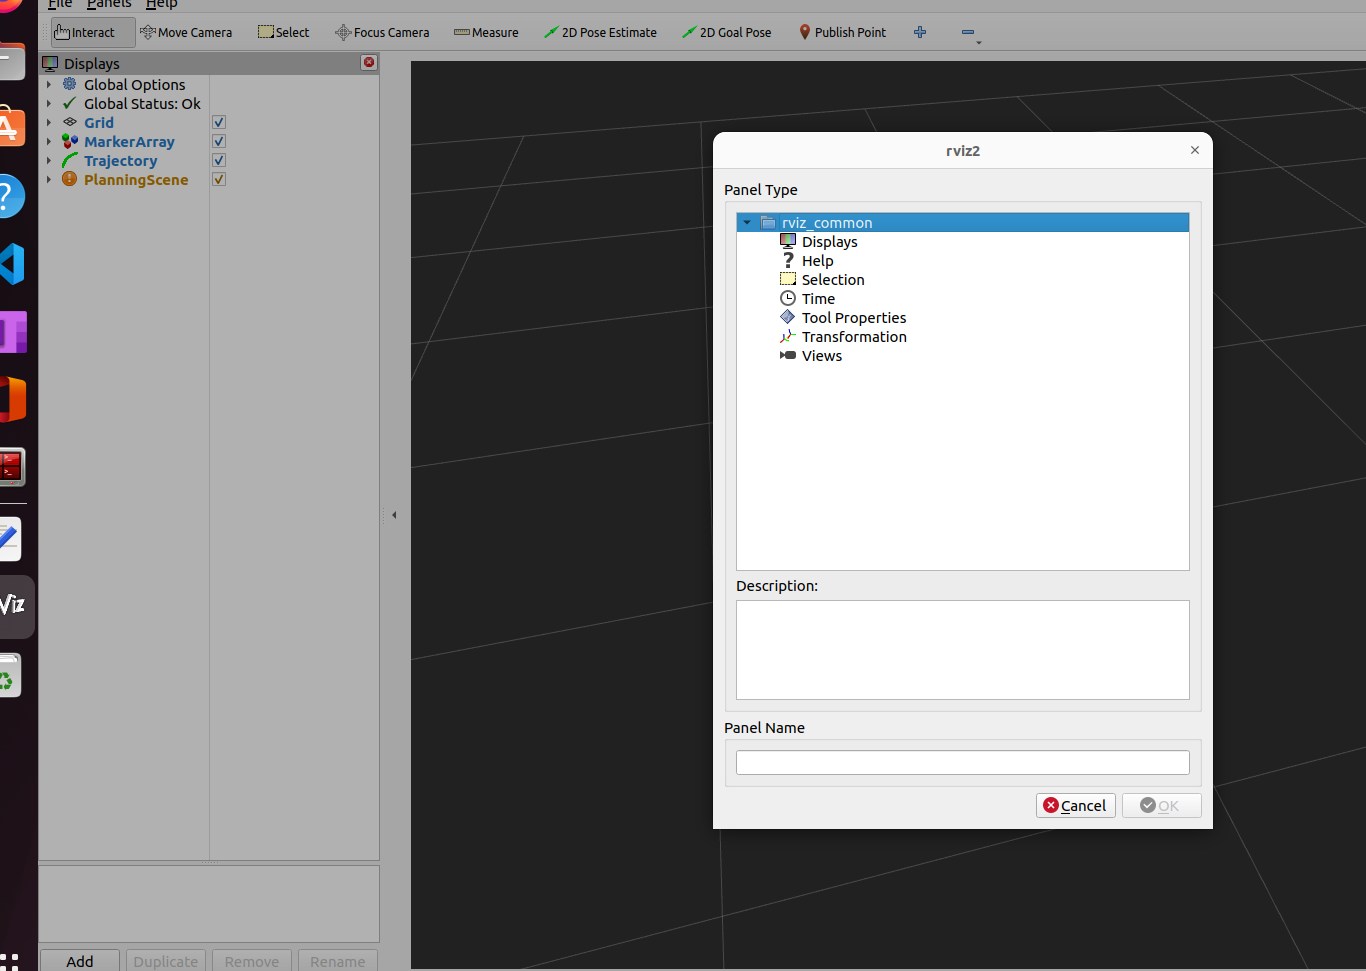 File Panels Help
Interact Move Camera Select Focus Camera Measure 2D Pose Estimate 2D Goal Pose Publish Point
Displays
Global Options
Global Status: Ok
Grid
MarkerArray
Trajectory
PlanningScene
rviz2
Panel Type
rviz_common
Displays
Help
Selection
Time
Tool Properties
Transformation
Views
Description:
Panel Name
Cancel OK
Viz
Add Duplicate Remove Rename